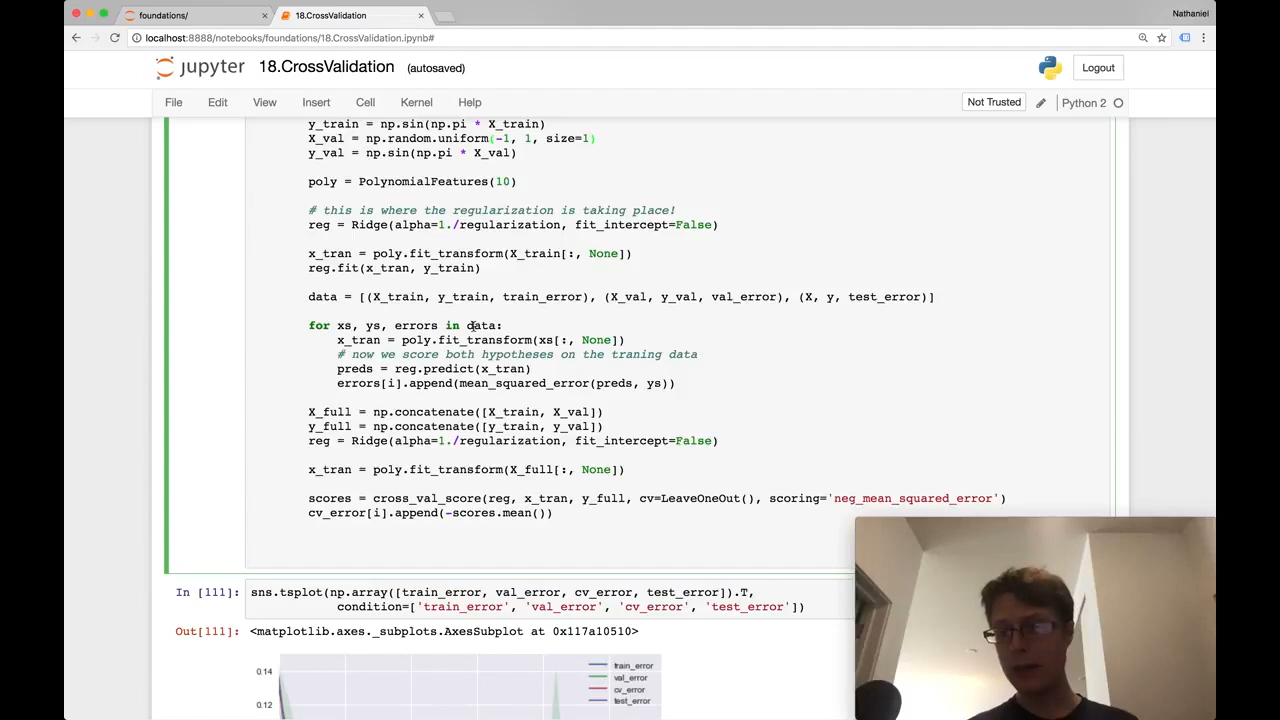 foundations/
18.CrossValidation
Nathaniel
localhost:8888/notebooks/foundations/18.CrossValidation.ipynb#
jupyter 18.CrossValidation (autosaved)
Logout
File Edit View Insert Cell Kernel Help
Not Trusted
Python 2
y_train = np.sin(np.pi * X_train)
X_val = np.random.uniform(-1, 1, size=1)
y_val = np.sin(np.pi * X_val)
poly = PolynomialFeatures(10)
# this is where the regularization is taking place!
reg = Ridge(alpha=1./regularization, fit_intercept=False)
x_tran = poly.fit_transform(X_train[:, None])
reg.fit(x_tran, y_train)
data = [(X_train, y_train, train_error), (X_val, y_val, val_error), (X, y, test_error)]
for xs, ys, errors in data:
x_tran = poly.fit_transform(xs[:, None])
# now we score both hypotheses on the traning data
preds = reg.predict(x_tran)
errors[i].append(mean_squared_error(preds, ys))
X_full = np.concatenate([X_train, X_val])
y_full = np.concatenate([y_train, y_val])
reg = Ridge(alpha=1./regularization, fit_intercept=False)
x_tran = poly.fit_transform(X_full[:, None])
scores = cross_val_score(reg, x_tran, y_full, cv=LeaveOneOut(), scoring='neg_mean_squared_error')
cv_error[i].append(-scores.mean())
In [111]: sns.tsplot(np.array([train_error, val_error, cv_error, test_error]).T,
condition=['train_error', 'val_error', 'cv_error', 'test_error'])
Out[111]: <matplotlib.axes._subplots.AxesSubplot at 0x117a10510>
0.14
0.12
train_error
val_error
cv_error
test_error